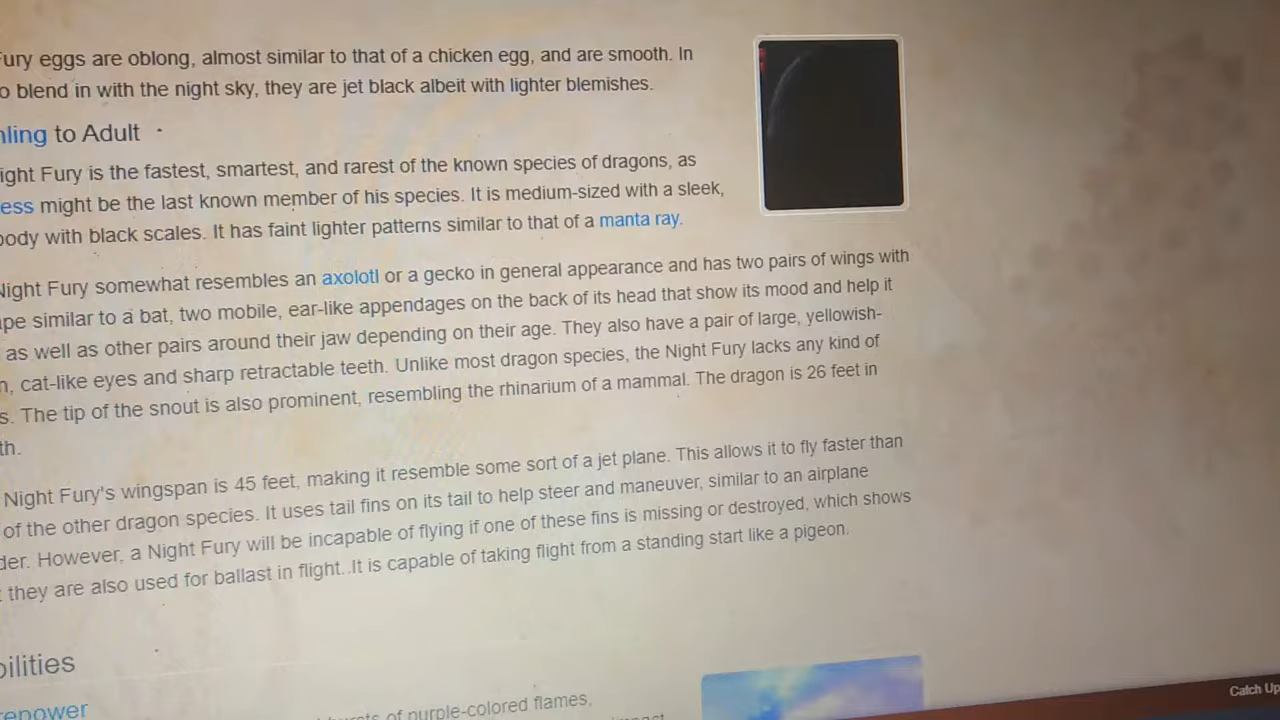 Fury eggs are oblong, almost similar to that of a chicken egg, and are smooth. In
o blend in with the night sky, they are jet black albeit with lighter blemishes.
hling to Adult
ight Fury is the fastest, smartest, and rarest of the known species of dragons, as
ess might be the last known member of his species. It is medium-sized with a sleek,
body with black scales. It has faint lighter patterns similar to that of a manta ray.
Night Fury somewhat resembles an axolotl or a gecko in general appearance and has two pairs of wings with
ape similar to a bat, two mobile, ear-like appendages on the back of its head that show its mood and help it
as well as other pairs around their jaw depending on their age. They also have a pair of large, yellowish-
n, cat-like eyes and sharp retractable teeth. Unlike most dragon species, the Night Fury lacks any kind of
s. The tip of the snout is also prominent, resembling the rhinarium of a mammal. The dragon is 26 feet in
th.
Night Fury's wingspan is 45 feet, making it resemble some sort of a jet plane. This allows it to fly faster than
of the other dragon species. It uses tail fins on its tail to help steer and maneuver, similar to an airplane
der. However, a Night Fury will be incapable of flying if one of these fins is missing or destroyed, which shows
they are also used for ballast in flight. It is capable of taking flight from a standing start like a pigeon.
bilities
repower
of purple-colored flames,
Catch Up